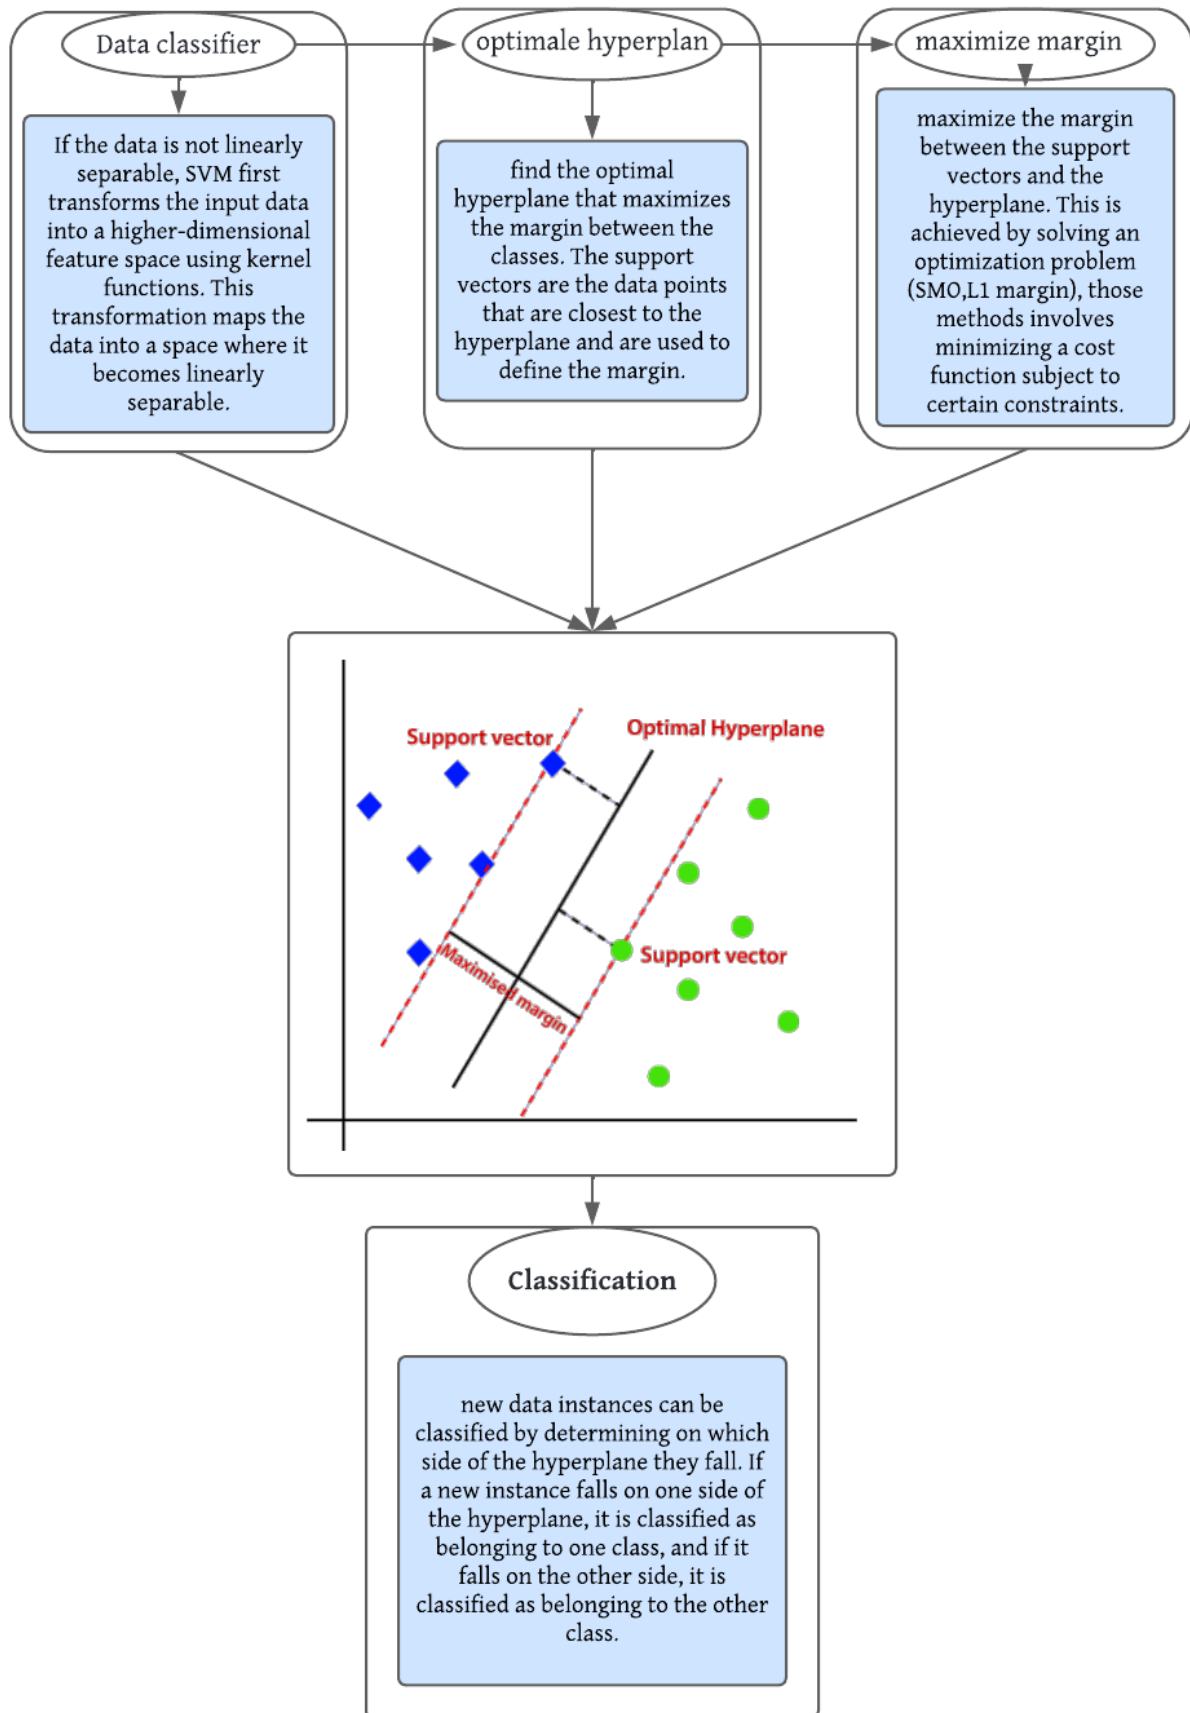 Data classifier
optimale hyperplan
maximize margin
If the data is not linearly
separable, SVM first
transforms the input data
into a higher-dimensional
feature space using kernel
functions. This
transformation maps the
data into a space where it
becomes linearly
separable.
find the optimal
hyperplane that maximizes
the margin between the
classes. The support
vectors are the data points
that are closest to the
hyperplane and are used to
define the margin.
maximize the margin
between the support
vectors and the
hyperplane. This is
achieved by solving an
optimization problem
(SMO,L1 margin), those
methods involves
minimizing a cost
function subject to
certain constraints.
Support vector
Optimal Hyperplane
Support vector
Maximised margin
Classification
new data instances can be
classified by determining on which
side of the hyperplane they fall. If
a new instance falls on one side of
the hyperplane, it is classified as
belonging to one class, and if it
falls on the other side, it is
classified as belonging to the other
class.